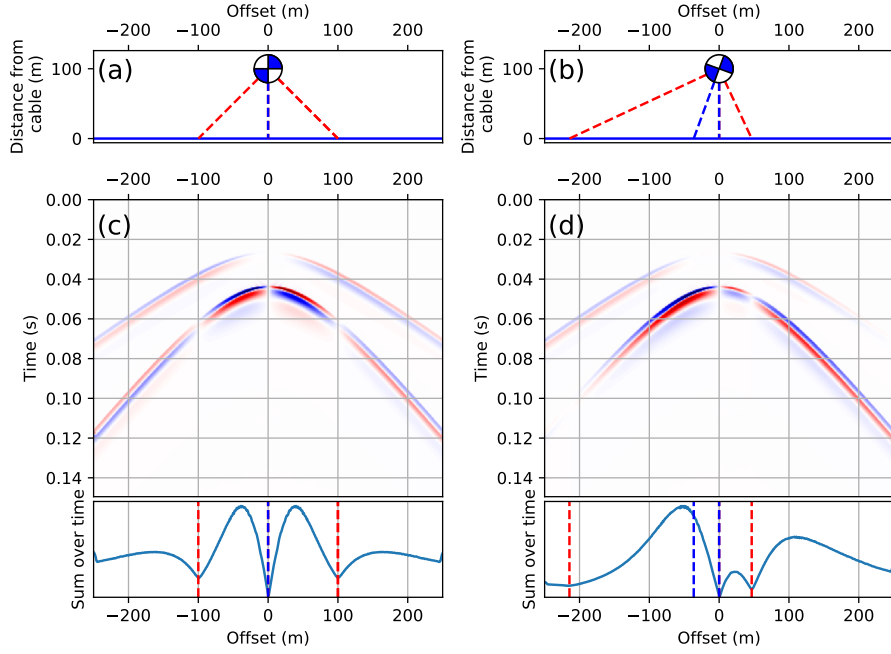 Offset (m)
−200 −100 0 100 200
Distance from
cable (m)
100
0
(a)
Offset (m)
−200 −100 0 100 200
Distance from
cable (m)
100
0
(b)
−200 −100 0 100 200
Time (s)
0.00
0.02
0.04
0.06
0.08
0.10
0.12
0.14
(c)
−200 −100 0 100 200
Time (s)
0.00
0.02
0.04
0.06
0.08
0.10
0.12
0.14
(d)
Sum over time
−200 −100 0 100 200
Offset (m)
Sum over time
−200 −100 0 100 200
Offset (m)